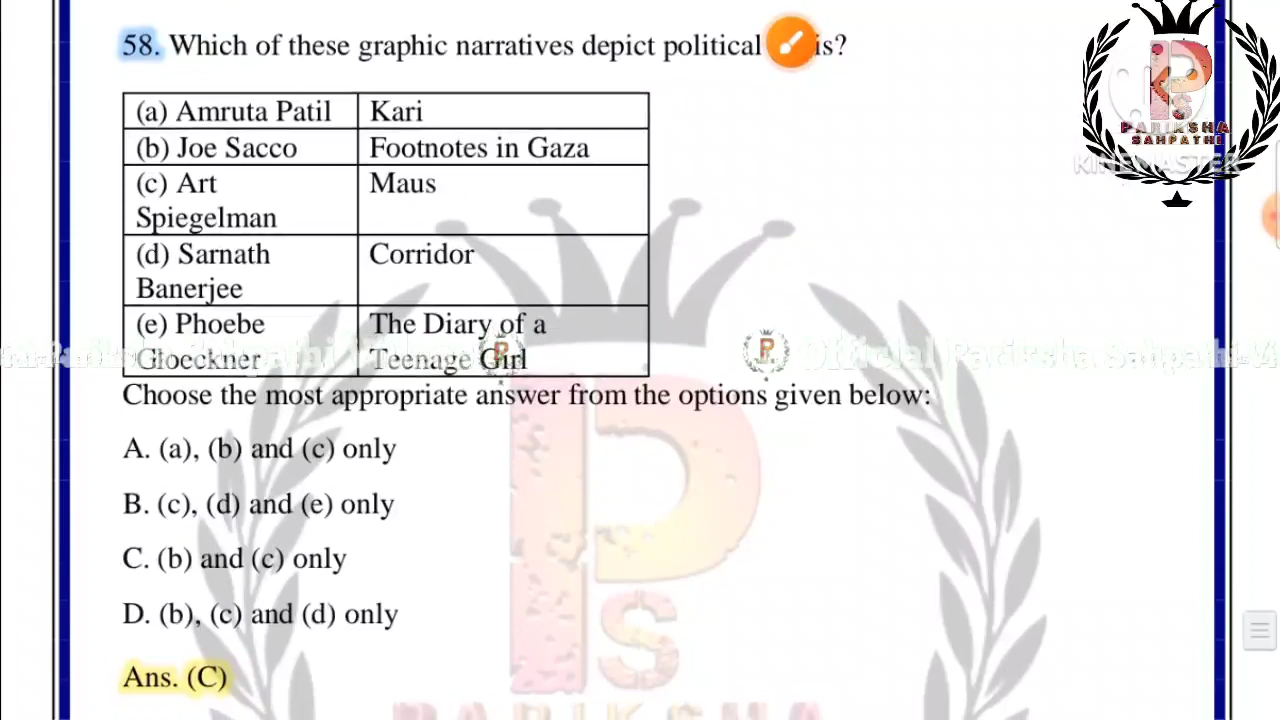 58. Which of these graphic narratives depict political is?
(a) Amruta Patil Kari
(b) Joe Sacco Footnotes in Gaza
(c) Art Maus
Spiegelman
(d) Sarnath Corridor
Banerjee
(e) Phoebe The Diary of a
Gloeckner Teenage Girl
Official Pariksha Sahpathi
Choose the most appropriate answer from the options given below:
A. (a), (b) and (c) only
B. (c), (d) and (e) only
C. (b) and (c) only
D. (b), (c) and (d) only
Ans. (C)
PARIKSHA
SAHPATHI
KINEMASTER
PS
PARIKSHA